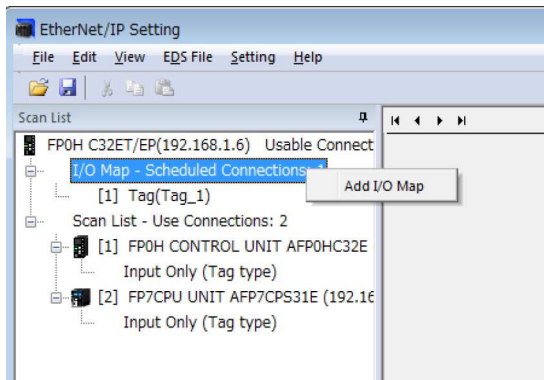 EtherNet/IP Setting
File Edit View EDS File Setting Help
Scan List
FP0H C32ET/EP(192.168.1.6) Usable Connect
I/O Map - Scheduled Connections: 1
Add I/O Map
[1] Tag(Tag_1)
Scan List - Use Connections: 2
[1] FP0H CONTROL UNIT AFP0HC32E
Input Only (Tag type)
[2] FP7CPU UNIT AFP7CPS31E (192.16
Input Only (Tag type)